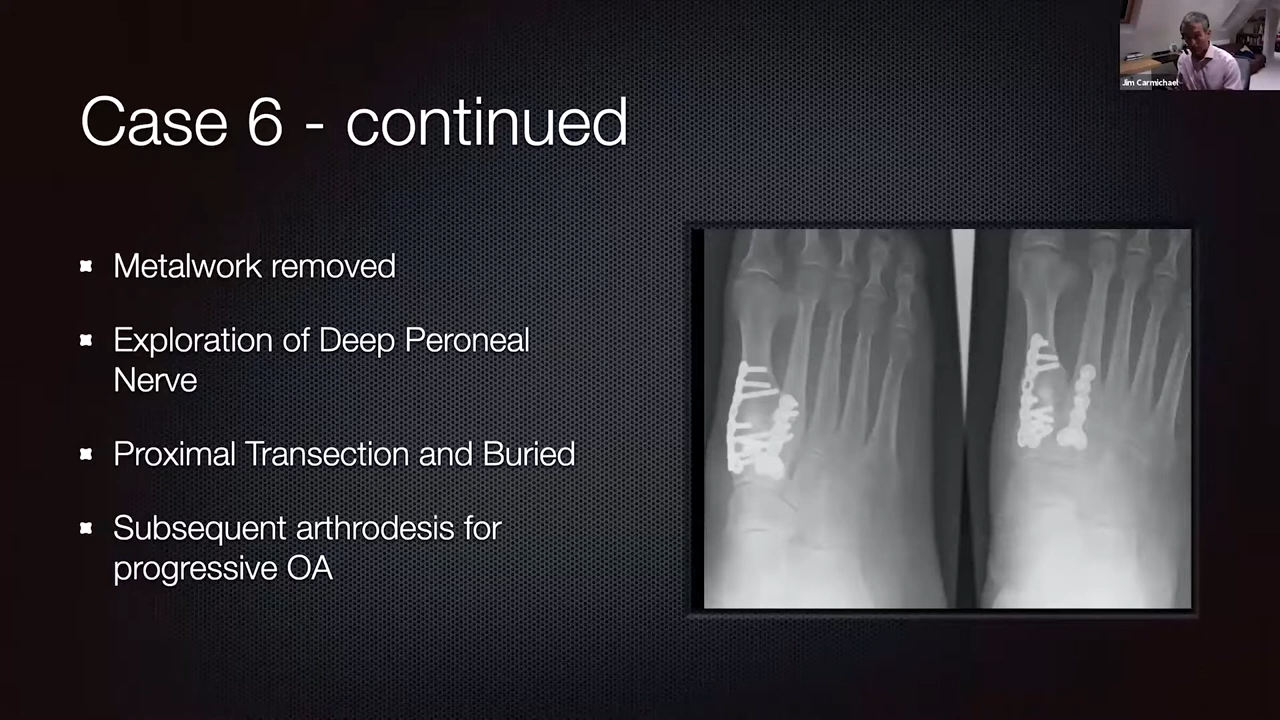 Jim Carmichael
Case 6 - continued
Metalwork removed
Exploration of Deep Peroneal
Nerve
Proximal Transection and Buried
Subsequent arthrodesis for
progressive OA